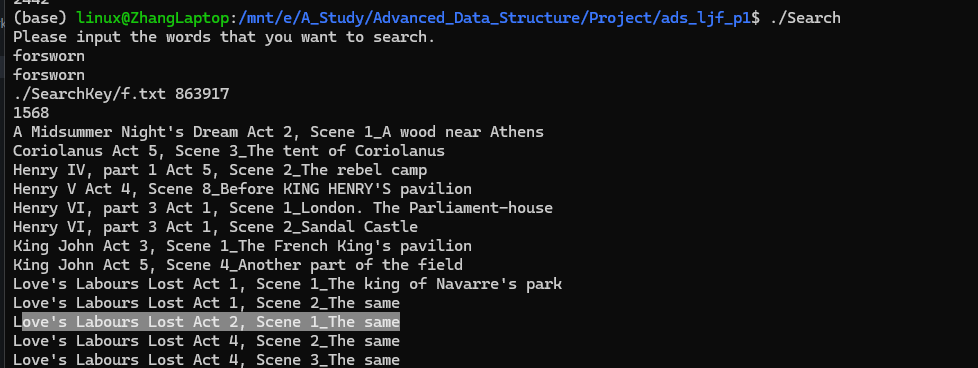 2442
(base) linux@ZhangLaptop:/mnt/e/A_Study/Advanced_Data_Structure/Project/ads_ljf_p1$ ./Search
Please input the words that you want to search.
forsworn
forsworn
./SearchKey/f.txt 863917
1568
A Midsummer Night's Dream Act 2, Scene 1_A wood near Athens
Coriolanus Act 5, Scene 3_The tent of Coriolanus
Henry IV, part 1 Act 5, Scene 2_The rebel camp
Henry V Act 4, Scene 8_Before KING HENRY'S pavilion
Henry VI, part 3 Act 1, Scene 1_London. The Parliament-house
Henry VI, part 3 Act 1, Scene 2_Sandal Castle
King John Act 3, Scene 1_The French King's pavilion
King John Act 5, Scene 4_Another part of the field
Love's Labours Lost Act 1, Scene 1_The king of Navarre's park
Love's Labours Lost Act 1, Scene 2_The same
Love's Labours Lost Act 2, Scene 1_The same
Love's Labours Lost Act 4, Scene 2_The same
Love's Labours Lost Act 4, Scene 3_The same